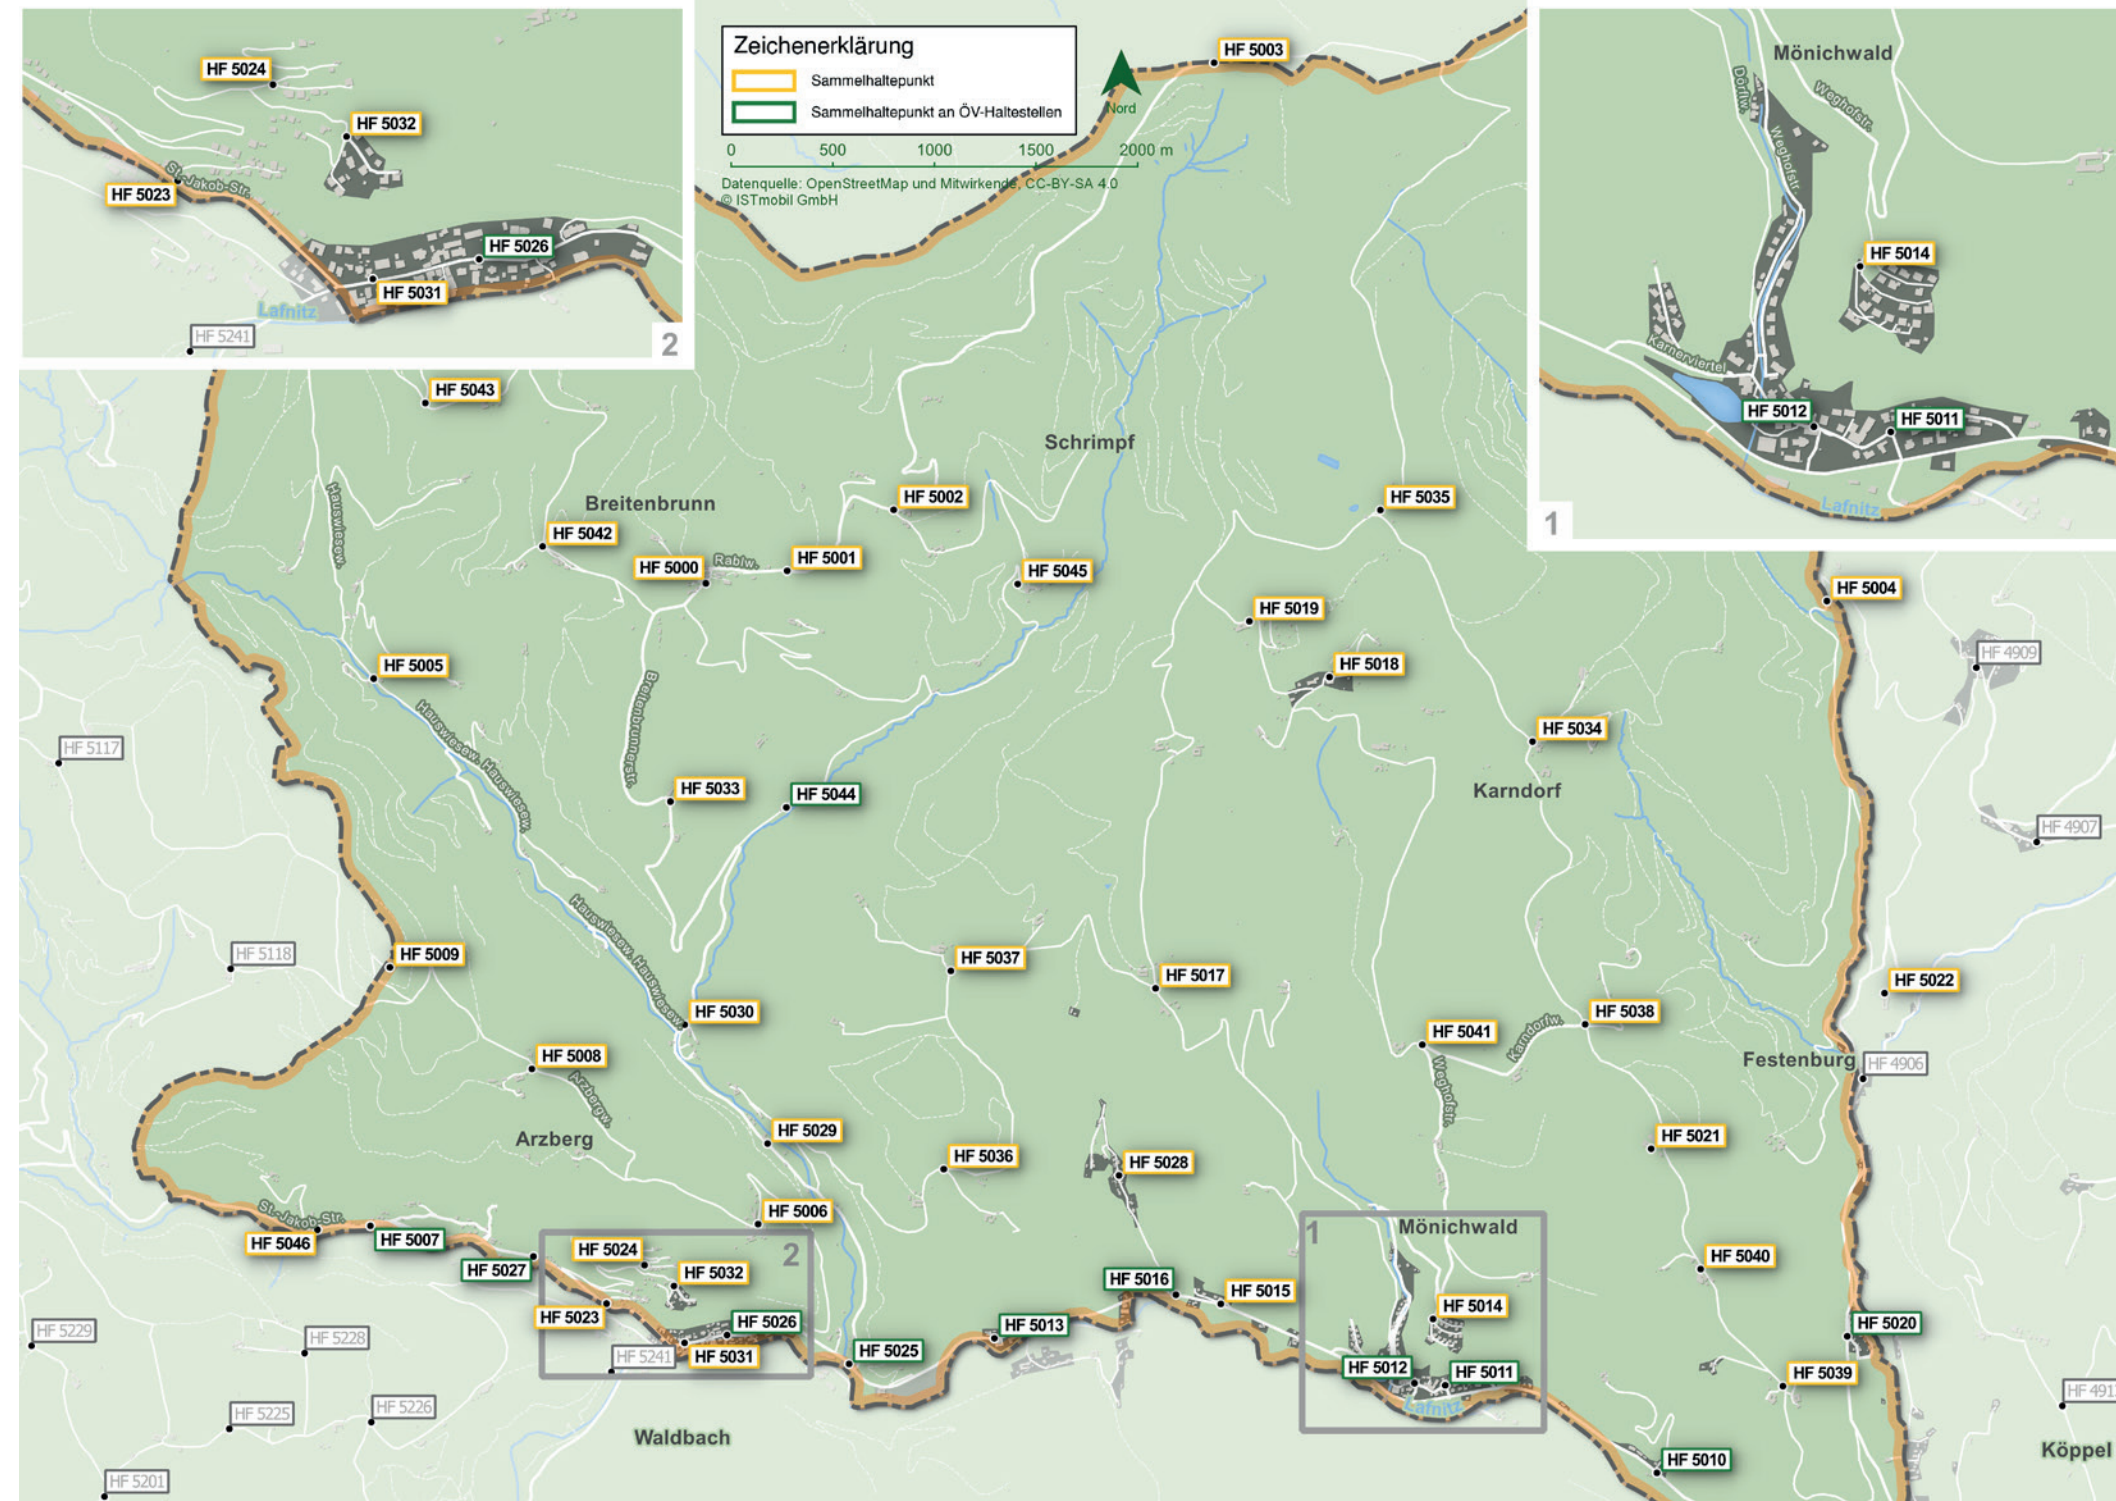 HF 5024
HF 5032
St.-Jakob-Str.
HF 5023
HF 5026
HF 5031
Lafnitz
HF 5241
2
Zeichenerklärung
Sammelhaltepunkt
Sammelhaltepunkt an ÖV-Haltestellen
Nord
0 500 1000 1500 2000 m
Datenquelle: OpenStreetMap und Mitwirkende, CC-BY-SA 4.0
© ISTmobil GmbH
HF 5003
Mönichwald
Dörflw.
Weghofstr.
Weghofstr.
HF 5014
Karnerviertel
HF 5012
HF 5011
Lafnitz
1
HF 5043
Schrimpf
Hauswiesew.
Breitenbrunn
HF 5002
HF 5035
HF 5042
HF 5000
Rablw.
HF 5001
HF 5045
HF 5004
HF 5019
HF 4909
HF 5005
HF 5018
Breitenbrunnerstr.
Hauswiesew. Hauswiesew.
HF 5034
HF 5117
HF 5033
HF 5044
Karndorf
HF 4907
Hauswiesew. Hauswiesew.
HF 5118
HF 5009
HF 5037
HF 5017
HF 5022
HF 5030
HF 5041
Karndorfw.
HF 5038
HF 5008
Arzbergw.
Weghofstr.
Festenburg
HF 4906
Arzberg
HF 5029
HF 5036
HF 5028
HF 5021
St.-Jakob-Str.
HF 5046
HF 5007
HF 5006
1
Mönichwald
HF 5027
HF 5024
2
HF 5032
HF 5016
HF 5015
HF 5040
HF 5023
HF 5026
HF 5013
HF 5014
HF 5020
HF 5229
HF 5228
HF 5241
HF 5031
HF 5025
HF 5012
HF 5011
HF 5039
Lafnitz
HF 5225
HF 5226
HF 491
Waldbach
HF 5010
Köppel
HF 5201